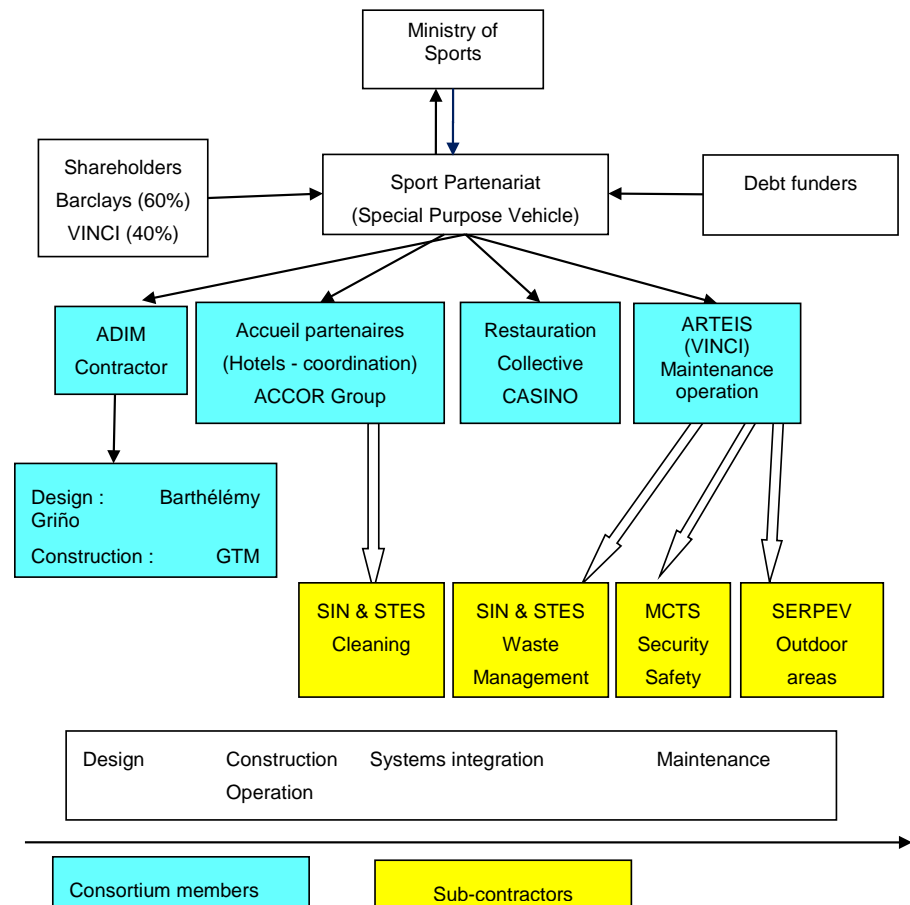 Ministry of
Sports
Shareholders
Barclays (60%)
VINCI (40%)
Sport Partenariat
(Special Purpose Vehicle)
Debt funders
ADIM
Contractor
Accueil partenaires
(Hotels - coordination)
ACCOR Group
Restauration
Collective
CASINO
ARTEIS
(VINCI)
Maintenance
operation
Design : Barthélémy
Griño
Construction : GTM
SIN & STES
Cleaning
SIN & STES
Waste
Management
MCTS
Security
Safety
SERPEV
Outdoor
areas
Design Construction Systems integration Maintenance
Operation
Consortium members
Sub-contractors